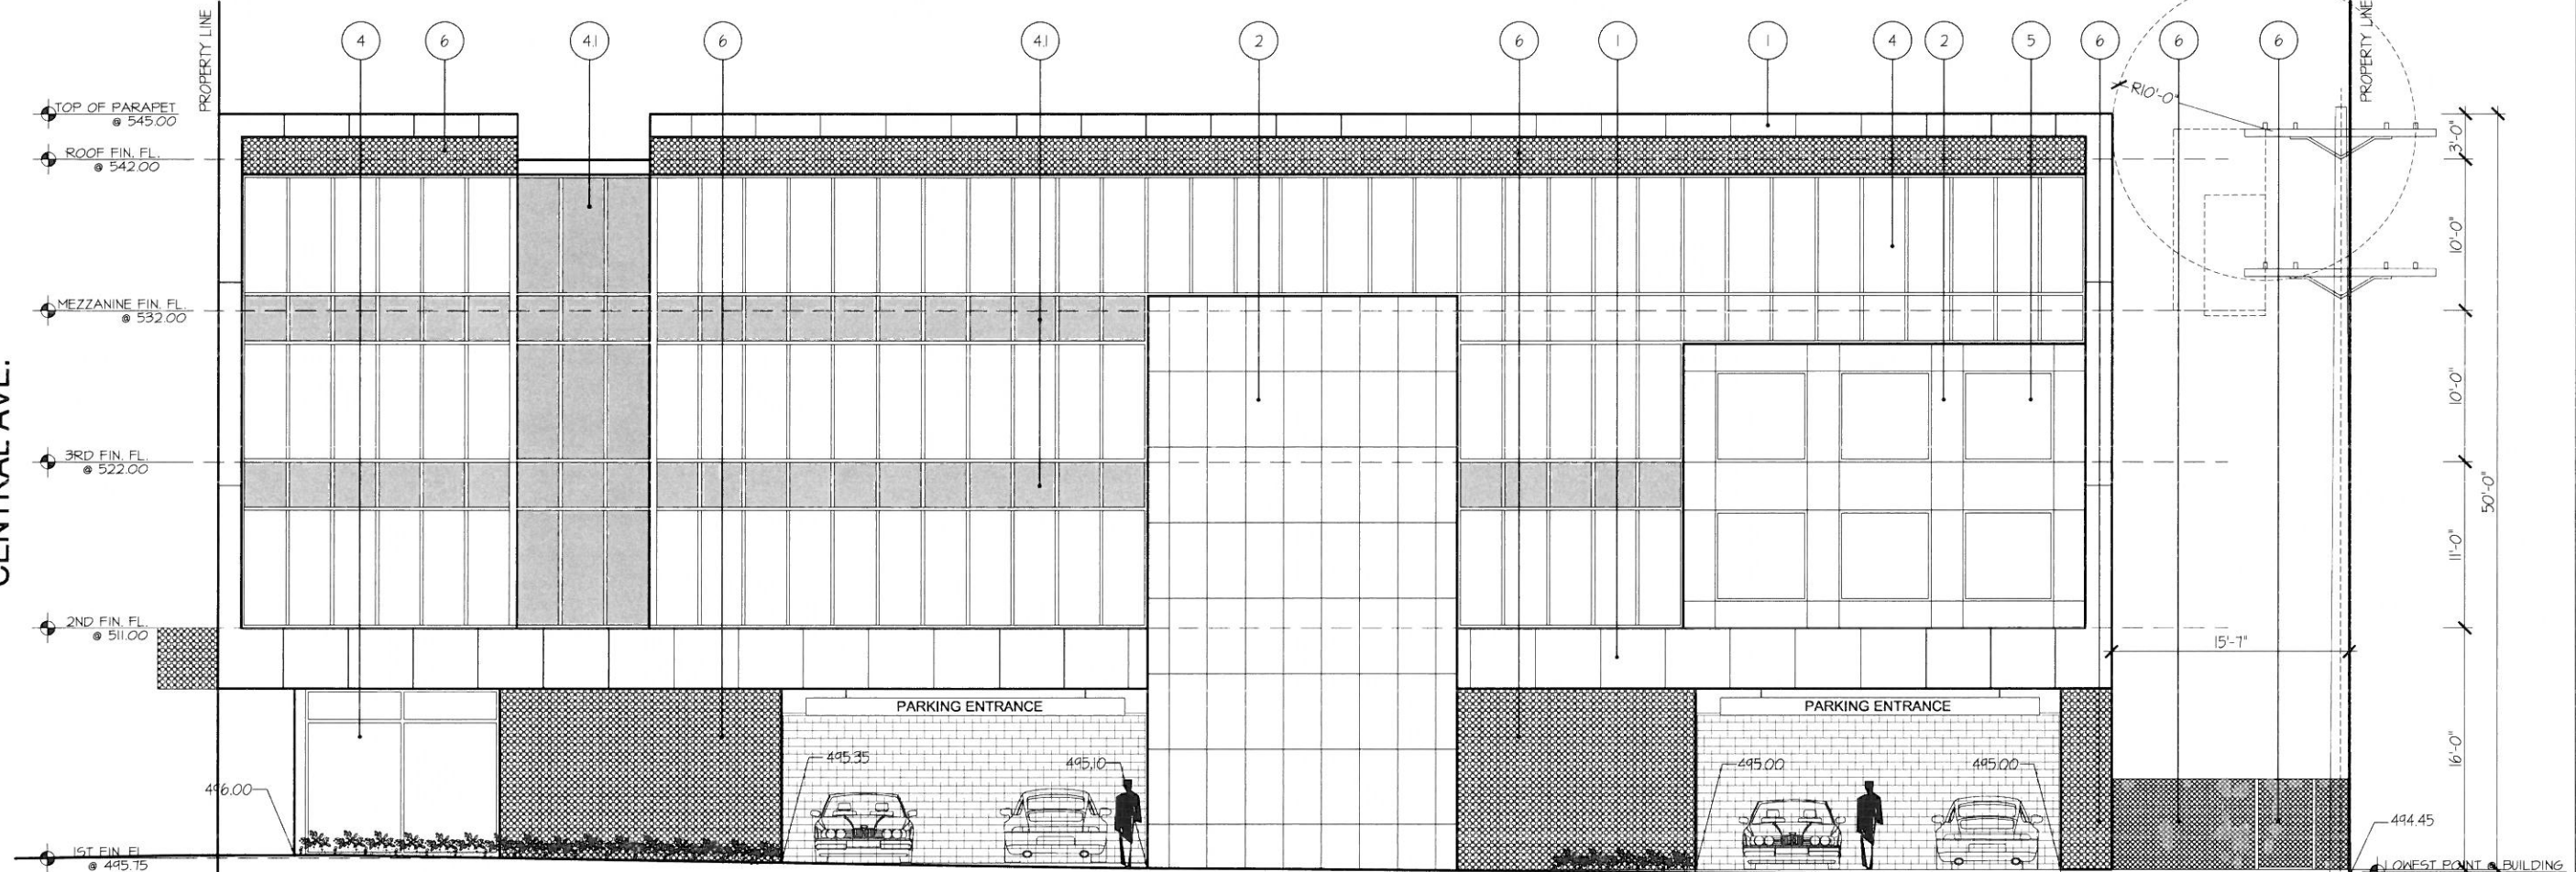 PROPERTY LINE
4
6
4.1
6
4.1
2
6
1
1
4
2
5
6
6
6
PROPERTY LINE
R10'-0"
TOP OF PARAPET
@ 545.00
3'-0"
ROOF FIN. FL.
@ 542.00
10'-0"
MEZZANINE FIN. FL.
@ 532.00
CENTRAL AVE.
10'-0"
3RD FIN. FL.
@ 522.00
50'-0"
11'-0"
2ND FIN. FL.
@ 511.00
15'-7"
PARKING ENTRANCE
PARKING ENTRANCE
16'-0"
495.35
495.10
495.00
495.00
496.00
494.45
1ST FIN. FL.
@ 495.75
LOWEST POINT @ BUILDING